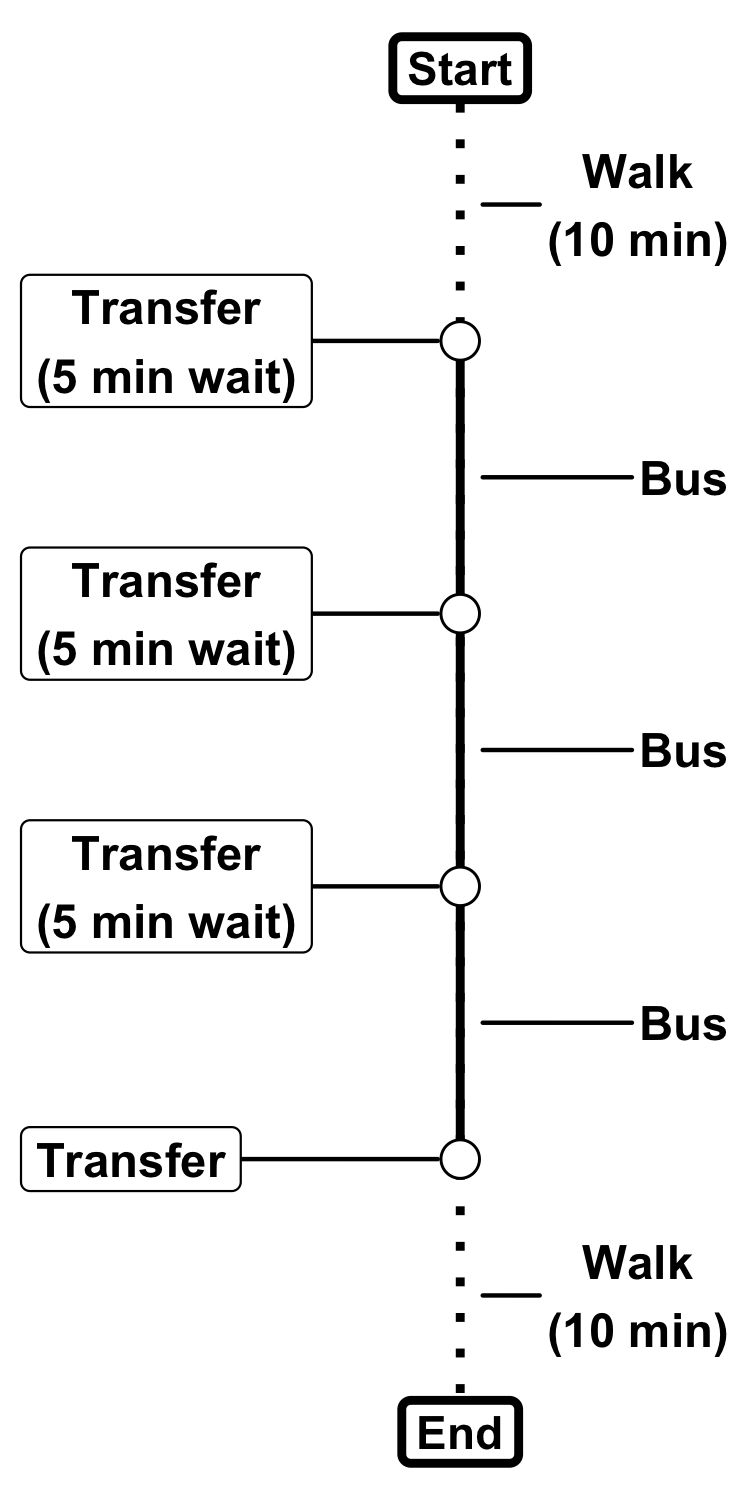 Start
Walk
(10 min)
Transfer
(5 min wait)
Bus
Transfer
(5 min wait)
Bus
Transfer
(5 min wait)
Bus
Transfer
Walk
(10 min)
End